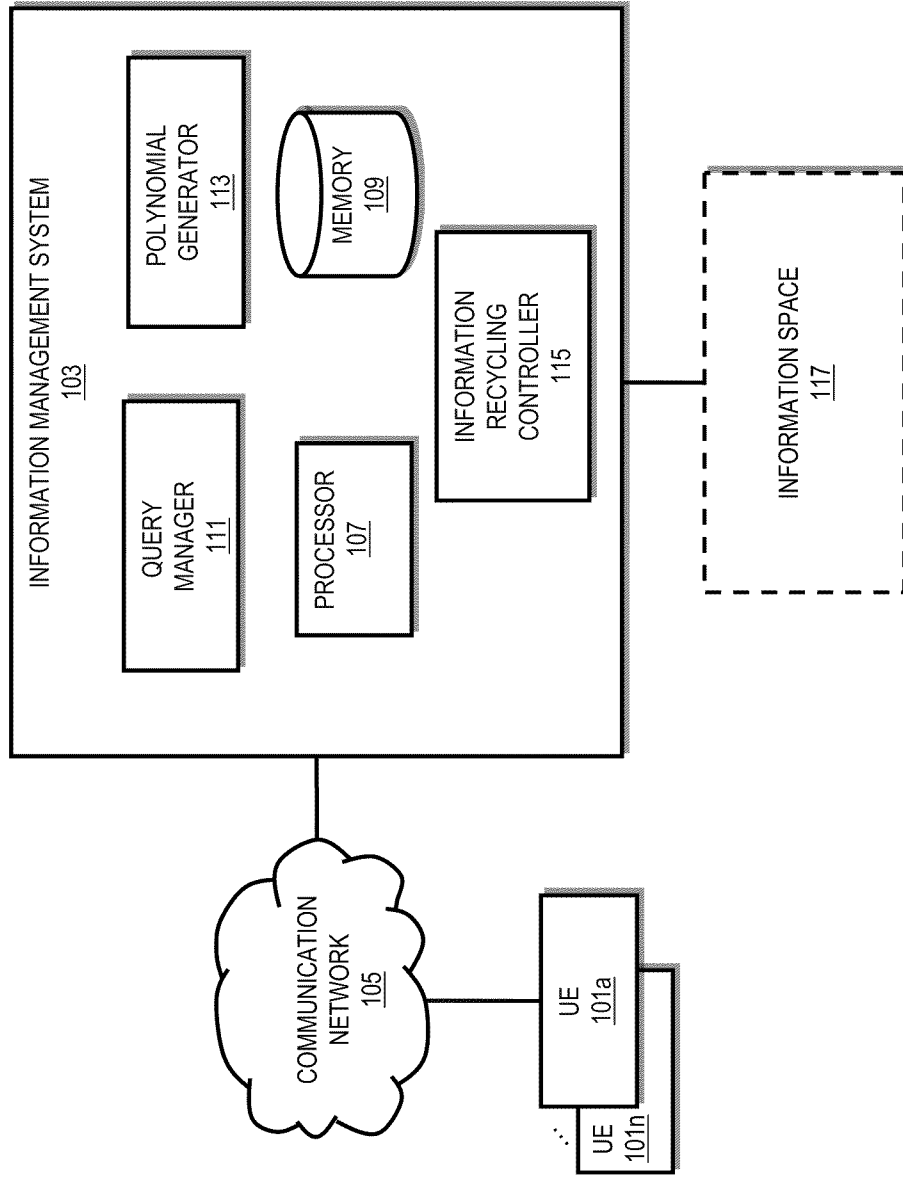 INFORMATION MANAGEMENT SYSTEM
103
QUERY
MANAGER
111
POLYNOMIAL
GENERATOR
113
PROCESSOR
107
MEMORY
109
INFORMATION
RECYCLING
CONTROLLER
115
COMMUNICATION
NETWORK
105
UE
101a
...
UE
101n
INFORMATION SPACE
117